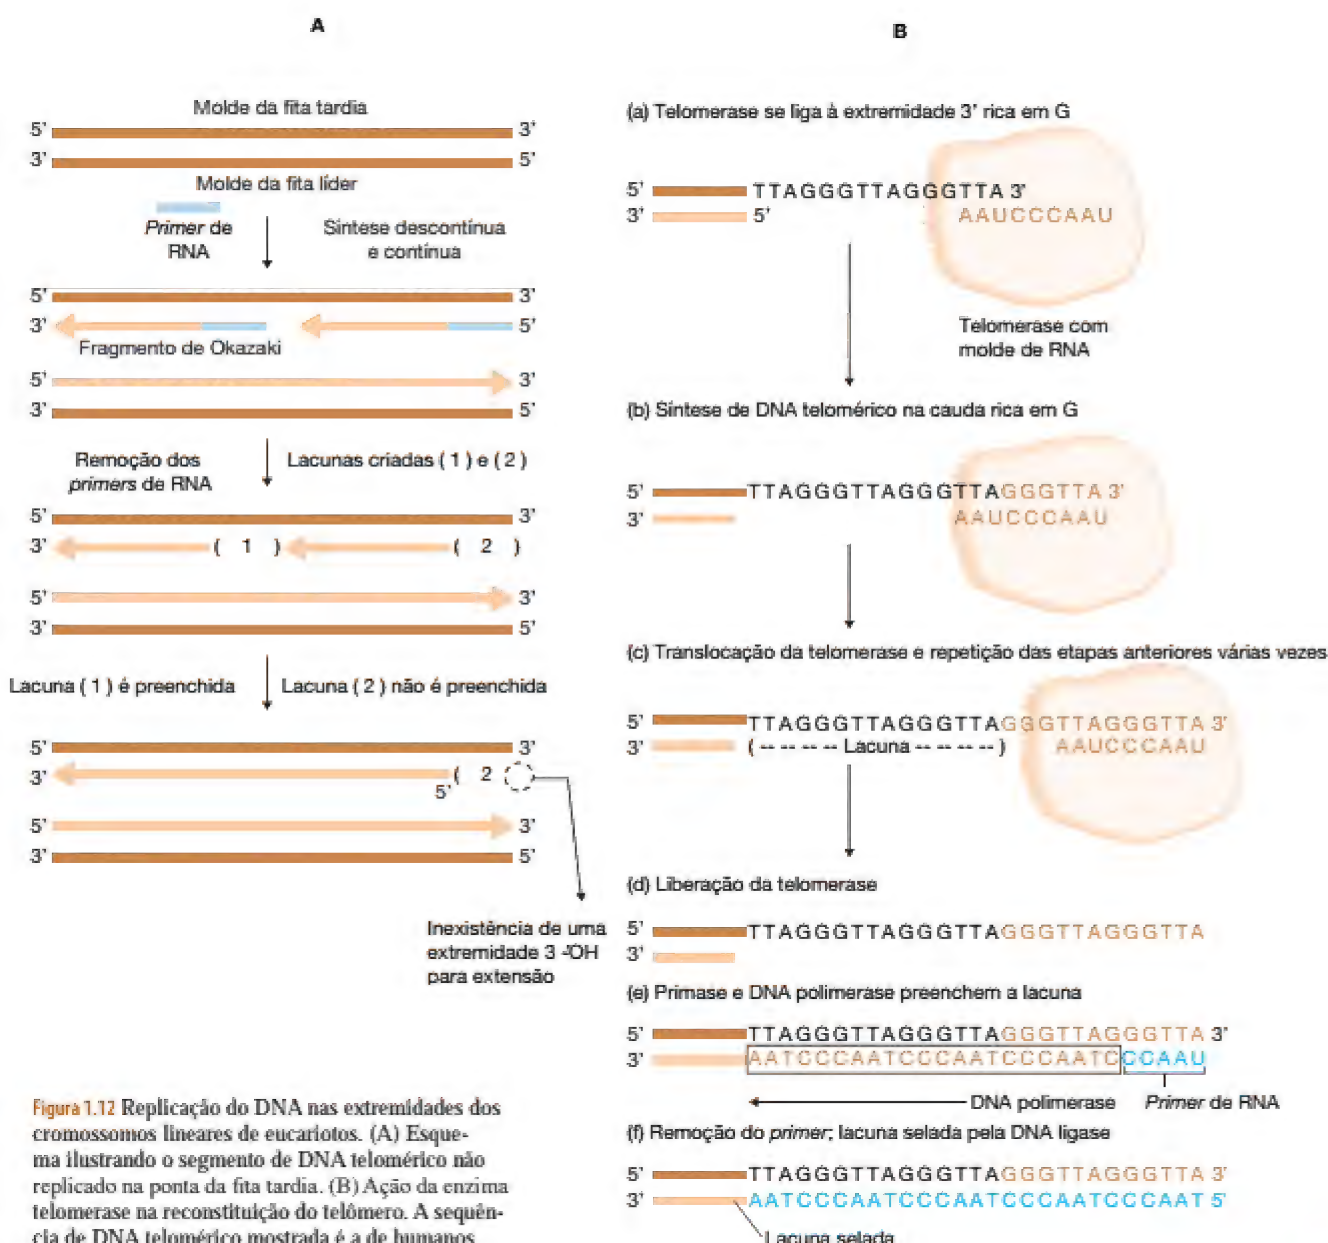 A
Molde da fita tardia
5' 3'
3' 5'
Molde da fita líder
Primer de
RNA
Síntese descontínua
e contínua
5' 3'
3' 5'
Fragmento de Okazaki
5' 3'
3' 5'
Remoção dos
primers de RNA
Lacunas criadas ( 1 ) e ( 2 )
5' 3'
3' ( 1 ) ( 2 )
5' 3'
3' 5'
Lacuna ( 1 ) é preenchida
Lacuna ( 2 ) não é preenchida
5' 3'
3' ( 2
5'
5' 3'
3' 5'
Inexistência de uma
extremidade 3 -'OH
para extensão
Figura 1.12 Replicação do DNA nas extremidades dos
cromossomos lineares de eucariotos. (A) Esque-
ma ilustrando o segmento de DNA telomérico não
replicado na ponta da fita tardia. (B) Ação da enzima
telomerase na reconstituição do telômero. A sequên-
cia de DNA telomérico mostrada é a de humanos
B
(a) Telomerase se liga à extremidade 3' rica em G
5' TTAGGGTTAGGGTTA 3'
3' 5' AAUCCCAAU
Telomerase com
molde de RNA
(b) Síntese de DNA telomérico na cauda rica em G
5' TTAGGGTTAGGGTTAGGGTTA 3'
3' AAUCCCAAU
(c) Translocação da telomerase e repetição das etapas anteriores várias vezes
5' TTAGGGTTAGGGTTAGGGTTAGGGTTA 3'
3' ( -- -- -- -- Lacuna -- -- -- -- ) AAUCCCAAU
(d) Liberação da telomerase
5' TTAGGGTTAGGGTTAGGGTTAGGGTTA
3'
(e) Primase e DNA polimerase preenchem a lacuna
5' TTAGGGTTAGGGTTAGGGTTAGGGTTA 3'
3' AATCCCAATCCCAATCCCAATCCCAAU
DNA polimerase Primer de RNA
(f) Remoção do primer; lacuna selada pela DNA ligase
5' TTAGGGTTAGGGTTAGGGTTAGGGTTA 3'
3' AATCCCAATCCCAATCCCAATCCCAAT 5'
Lacuna selada